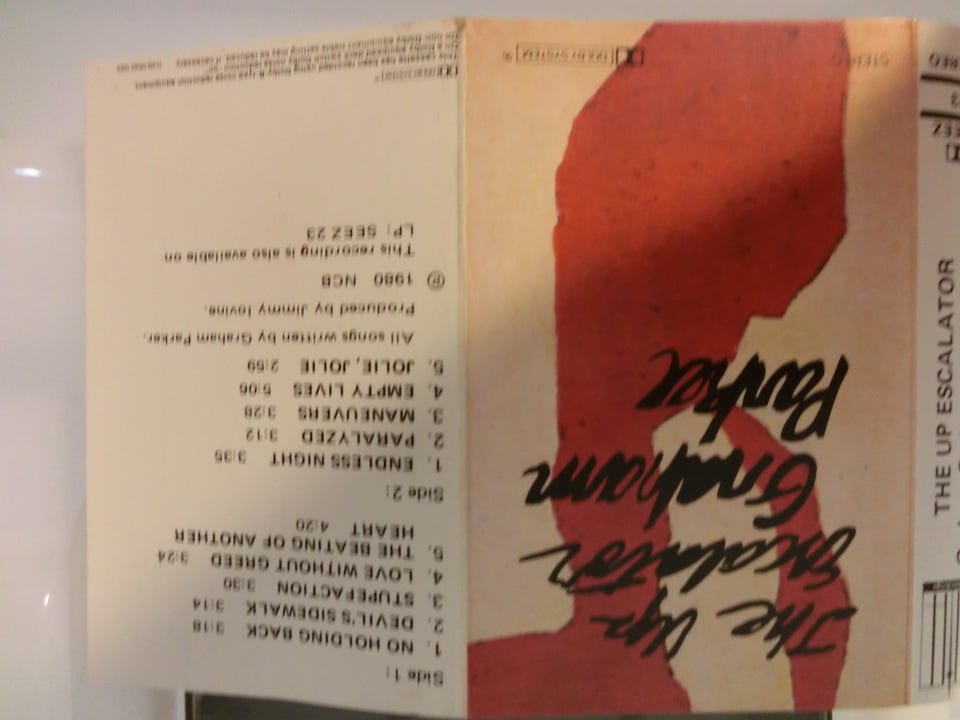 The Up
Escalator
Graham
Parker
STEREO
DOLBY SYSTEM
THE UP ESCALATOR
Side 1:
1. NO HOLDING BACK 3:18
2. DEVIL'S SIDEWALK 3:14
3. STUPEFACTION 3:30
4. LOVE WITHOUT GREED 3:24
5. THE BEATING OF ANOTHER
HEART 4:20
Side 2:
1. ENDLESS NIGHT 3:35
2. PARALYZED 3:12
3. MANEUVERS 3:28
4. EMPTY LIVES 5:06
5. JOLIE, JOLIE 2:59
All songs written by Graham Parker.
Produced by Jimmy Iovine.
℗ 1980 NCB
This recording is also available on
LP: SEEZ 23